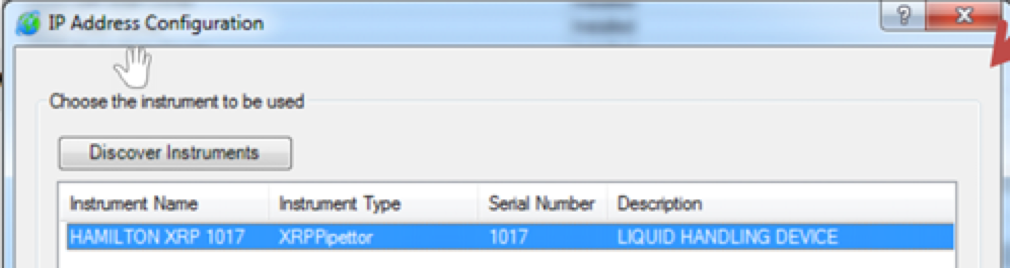 IP Address Configuration
?
Choose the instrument to be used
Discover Instruments
Instrument Name Instrument Type Serial Number Description
HAMILTON XRP 1017 XRPPipettor 1017 LIQUID HANDLING DEVICE